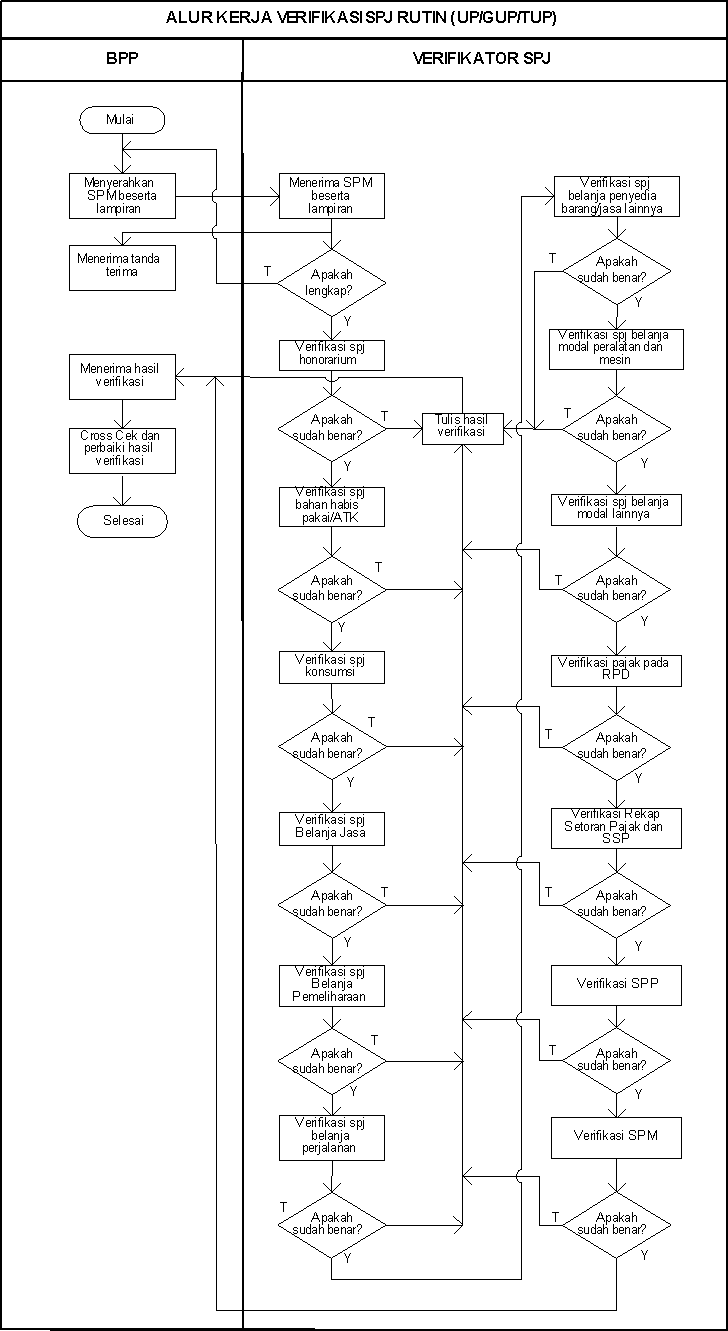 ALUR KERJA VERIFIKASI SPJ RUTIN (UP/GUP/TUP)
BPP
VERIFIKATOR SPJ
Mulai
Menyerahkan
SPM beserta
lampiran
Menerima tanda
terima
Menerima hasil
verifikasi
Cross Cek dan
perbaiki hasil
verifikasi
Selesai
Menerima SPM
beserta
lampiran
T
Apakah
lengkap?
Y
Verifikasi spj
honorarium
Apakah
sudah benar?
T
Y
Tulis hasil
verifikasi
Verifikasi spj
bahan habis
pakai/ATK
Apakah
sudah benar?
T
Y
Verifikasi spj
konsumsi
Apakah
sudah benar?
T
Y
Verifikasi spj
Belanja Jasa
Apakah
sudah benar?
T
Y
Verifikasi spj
Belanja
Pemeliharaan
Apakah
sudah benar?
T
Y
Verifikasi spj
belanja
perjalanan
T
Apakah
sudah benar?
Y
Verifikasi spj
belanja penyedia
barang/jasa lainnya
T
Apakah
sudah benar?
Y
Verifikasi spj belanja
modal peralatan dan
mesin
T
Apakah
sudah benar?
Y
Verifikasi spj belanja
modal lainnya
T
Apakah
sudah benar?
Y
Verifikasi pajak pada
RPD
T
Apakah
sudah benar?
Y
Verifikasi Rekap
Setoran Pajak dan
SSP
T
Apakah
sudah benar?
Y
Verifikasi SPP
T
Apakah
sudah benar?
Y
Verifikasi SPM
T
Apakah
sudah benar?
Y